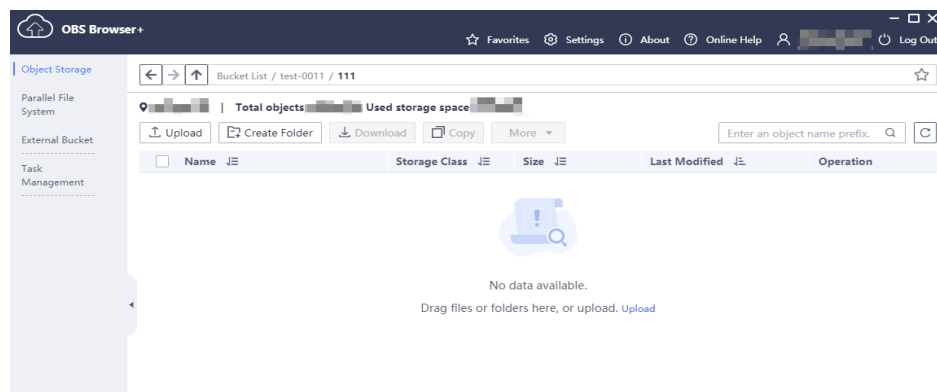 OBS Browser+
Favorites Settings About Online Help Log Out
Object Storage
Parallel File
System
External Bucket
Task
Management
Bucket List / test-0011 / 111
| Total objects Used storage space
Upload Create Folder Download Copy More Enter an object name prefix.
Name Storage Class Size Last Modified Operation
No data available.
Drag files or folders here, or upload. Upload